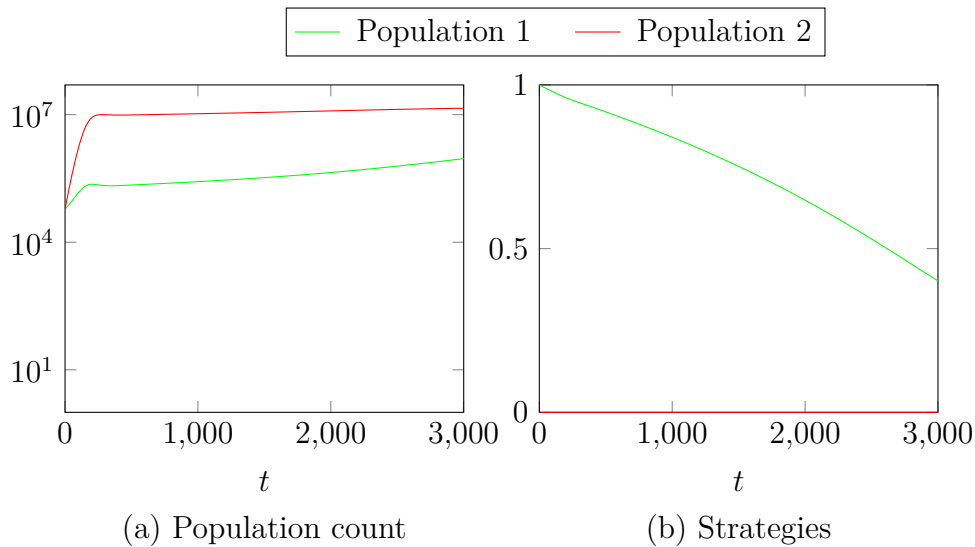 Population 1 Population 2
10^7
10^4
10^1
0 1,000 2,000 3,000
t
(a) Population count
1
0.5
0
0 1,000 2,000 3,000
t
(b) Strategies